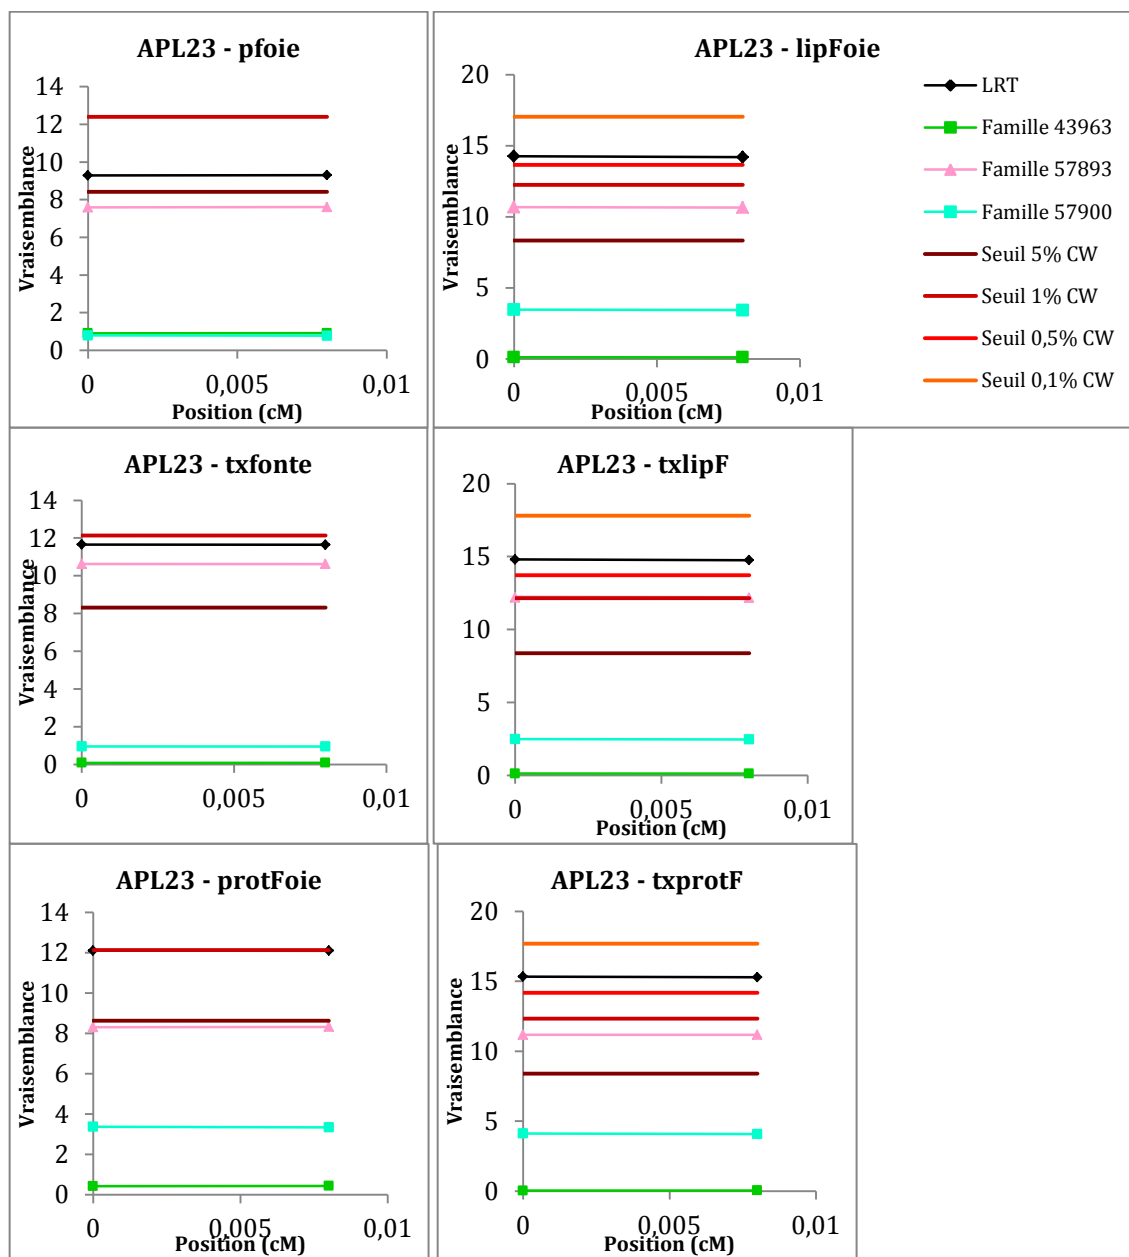 APL23 - pfoie
14
12
10
8
6
4
2
0
Vraisemblance
0
0,005
0,01
Position (cM)
APL23 - lipFoie
20
15
10
5
0
Vraisemblance
0
0,005
0,01
Position (cM)
LRT
Famille 43963
Famille 57893
Famille 57900
Seuil 5% CW
Seuil 1% CW
Seuil 0,5% CW
Seuil 0,1% CW
APL23 - txfonte
14
12
10
8
6
4
2
0
Vraisemblance
0
0,005
0,01
APL23 - txlipF
20
15
10
5
0
0
0,005
0,01
Position (cM)
APL23 - protFoie
14
12
10
8
6
4
2
0
Vraisemblance
0
0,005
0,01
Position (cM)
APL23 - txprotF
20
15
10
5
0
Vraisemblance
0
0,005
0,01
Position (cM)